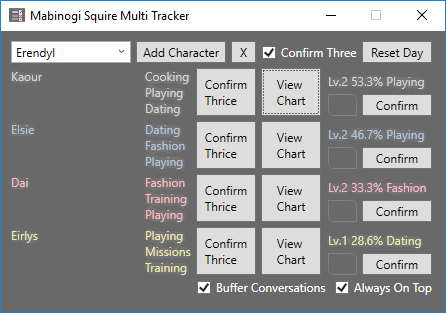 Mabinogi Squire Multi Tracker
Erendyl
Add Character
X
Confirm Three
Reset Day
Kaour
Cooking
Playing
Dating
Confirm
Thrice
View
Chart
Lv.2 53.3% Playing
Confirm
Elsie
Dating
Fashion
Playing
Confirm
Thrice
View
Chart
Lv.2 46.7% Playing
Confirm
Dai
Fashion
Training
Playing
Confirm
Thrice
View
Chart
Lv.2 33.3% Fashion
Confirm
Eirlys
Playing
Missions
Training
Confirm
Thrice
View
Chart
Lv.1 28.6% Dating
Confirm
Buffer Conversations
Always On Top